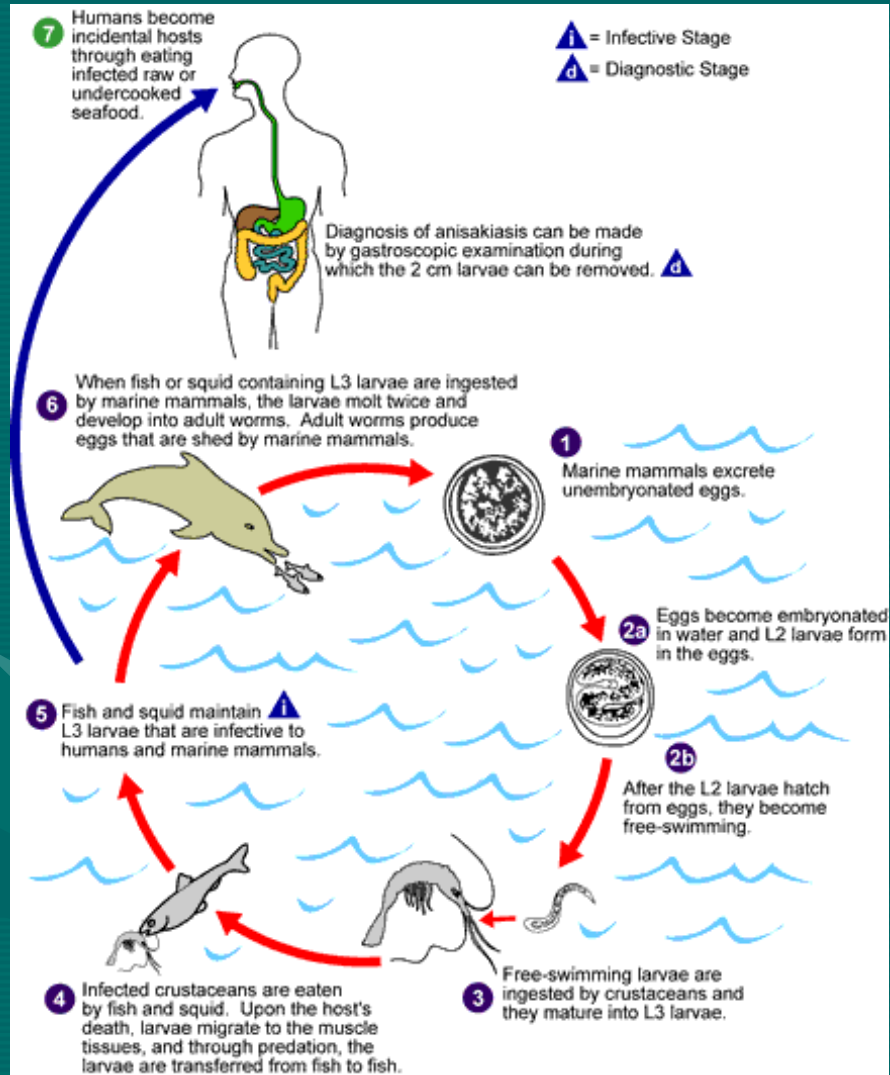 7 Humans become
incidental hosts
through eating
infected raw or
undercooked
seafood.
i = Infective Stage
d = Diagnostic Stage
Diagnosis of anisakiasis can be made
by gastroscopic examination during
which the 2 cm larvae can be removed. d
6 When fish or squid containing L3 larvae are ingested
by marine mammals, the larvae molt twice and
develop into adult worms. Adult worms produce
eggs that are shed by marine mammals.
1
Marine mammals excrete
unembryonated eggs.
2a Eggs become embryonated
in water and L2 larvae form
in the eggs.
2b
After the L2 larvae hatch
from eggs, they become
free-swimming.
5 Fish and squid maintain i
L3 larvae that are infective to
humans and marine mammals.
4 Infected crustaceans are eaten
by fish and squid. Upon the host's
death, larvae migrate to the muscle
tissues, and through predation, the
larvae are transferred from fish to fish.
3 Free-swimming larvae are
ingested by crustaceans and
they mature into L3 larvae.